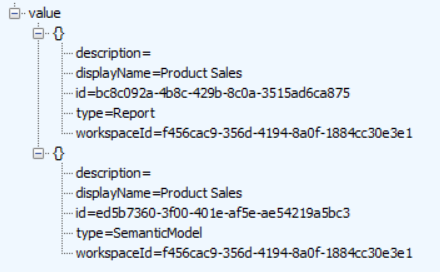 value
{}
description=
displayName=Product Sales
id=bc8c092a-4b8c-429b-8c0a-3515ad6ca875
type=Report
workspaceId=f456cac9-356d-4194-8a0f-1884cc30e3e1
{}
description=
displayName=Product Sales
id=ed5b7360-3f00-401e-af5e-ae54219a5bc3
type=SemanticModel
workspaceId=f456cac9-356d-4194-8a0f-1884cc30e3e1